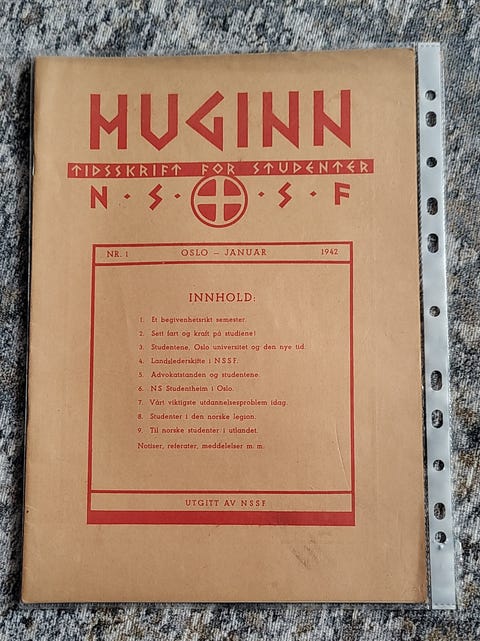 HUGINN
TIDSSKRIFT FOR STUDENTER
N · S · S · F
NR. 1 OSLO – JANUAR 1942
INNHOLD:
1. Et begivenhetsrikt semester.
2. Sett fart og kraft på studiene!
3. Studentene, Oslo universitet og den nye tid.
4. Landslederskifte i NSSF.
5. Advokatstanden og studentene.
6. NS Studentheim i Oslo.
7. Vårt viktigste utdannelsesproblem idag.
8. Studenter i den norske legion.
9. Til norske studenter i utlandet.
Notiser, referater, meddelelser m. m.
UTGITT AV NSSF